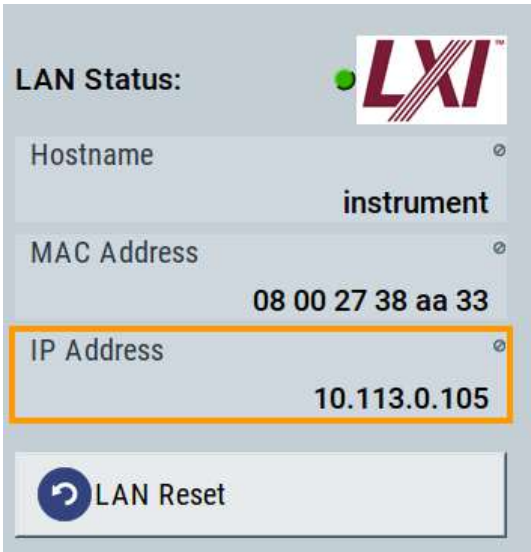 LAN Status:
LXI™
Hostname
instrument
MAC Address
08 00 27 38 aa 33
IP Address
10.113.0.105
LAN Reset